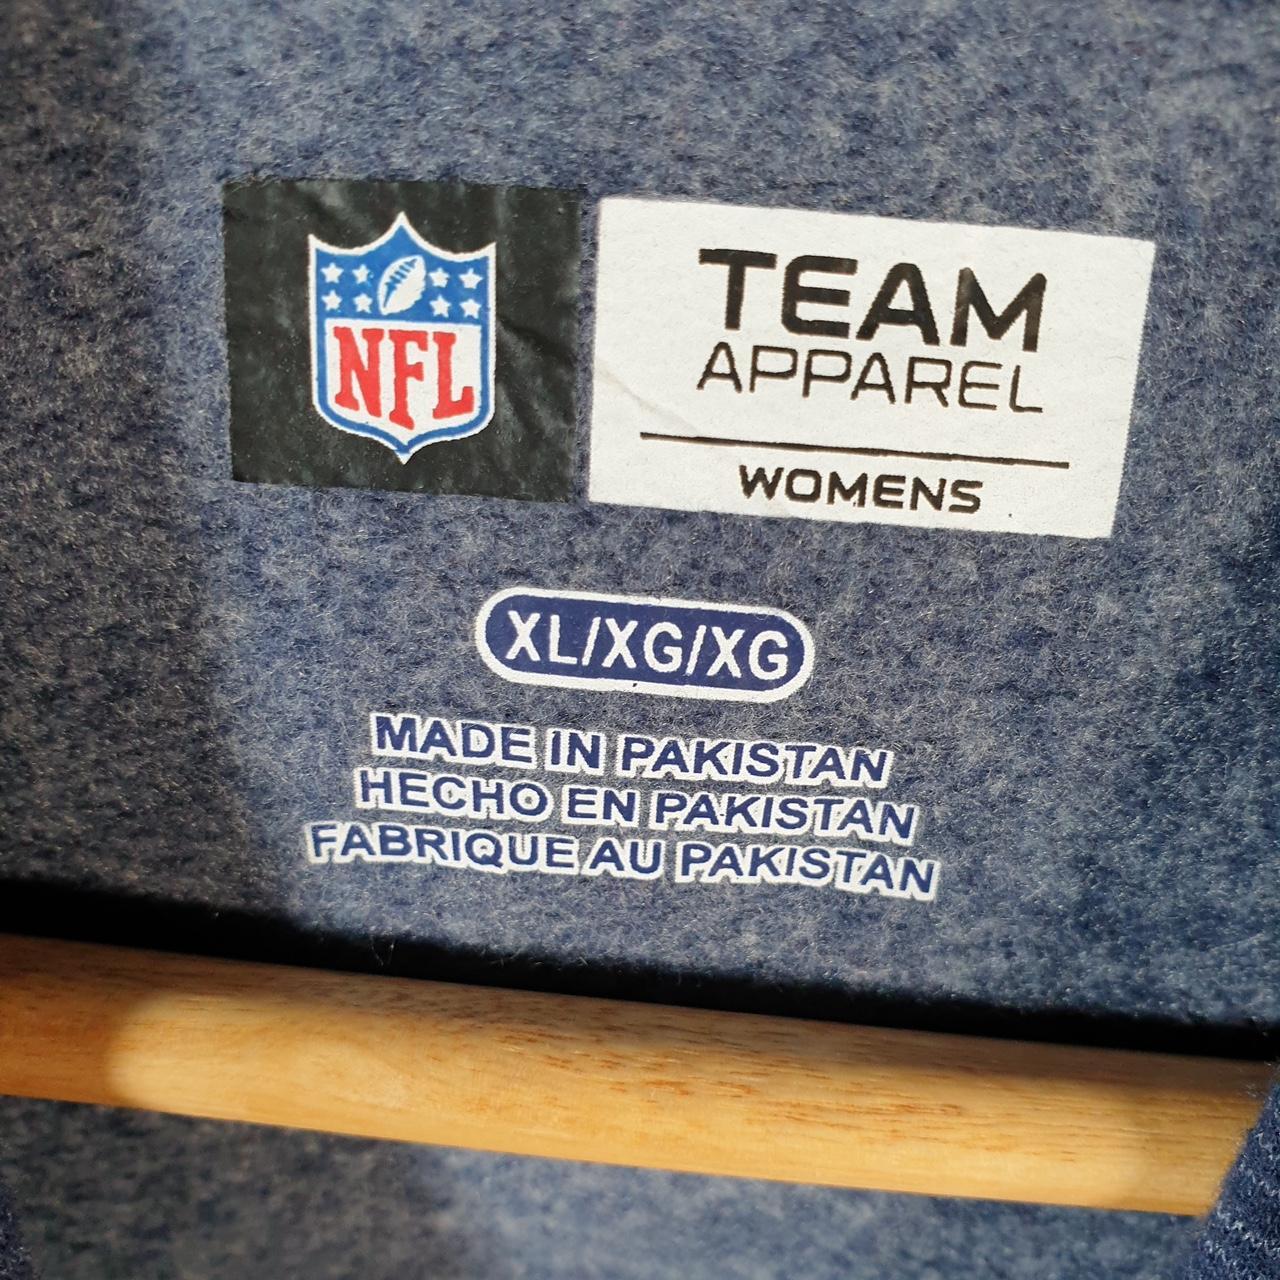 NFL
TEAM
APPAREL
WOMENS
XL/XG/XG
MADE IN PAKISTAN
HECHO EN PAKISTAN
FABRIQUE AU PAKISTAN